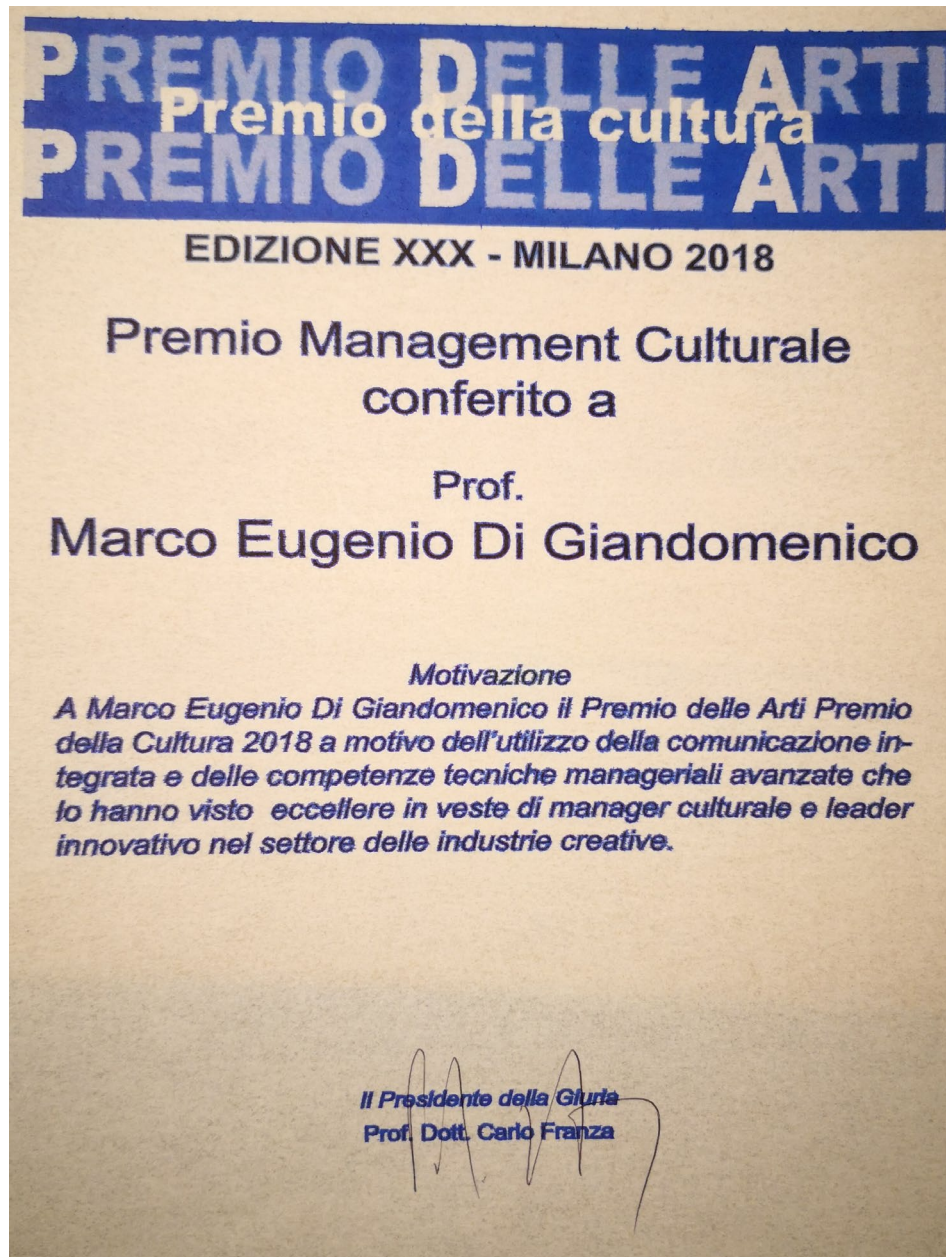 PREMIO DELLE ARTI
Premio della cultura
PREMIO DELLE ARTI
EDIZIONE XXX - MILANO 2018
Premio Management Culturale
conferito a
Prof.
Marco Eugenio Di Giandomenico
Motivazione
A Marco Eugenio Di Giandomenico il Premio delle Arti Premio
della Cultura 2018 a motivo dell'utilizzo della comunicazione in-
tegrata e delle competenze tecniche manageriali avanzate che
lo hanno visto eccellere in veste di manager culturale e leader
innovativo nel settore delle industrie creative.
Il Presidente della Giuria
Prof. Dott. Carlo Franza